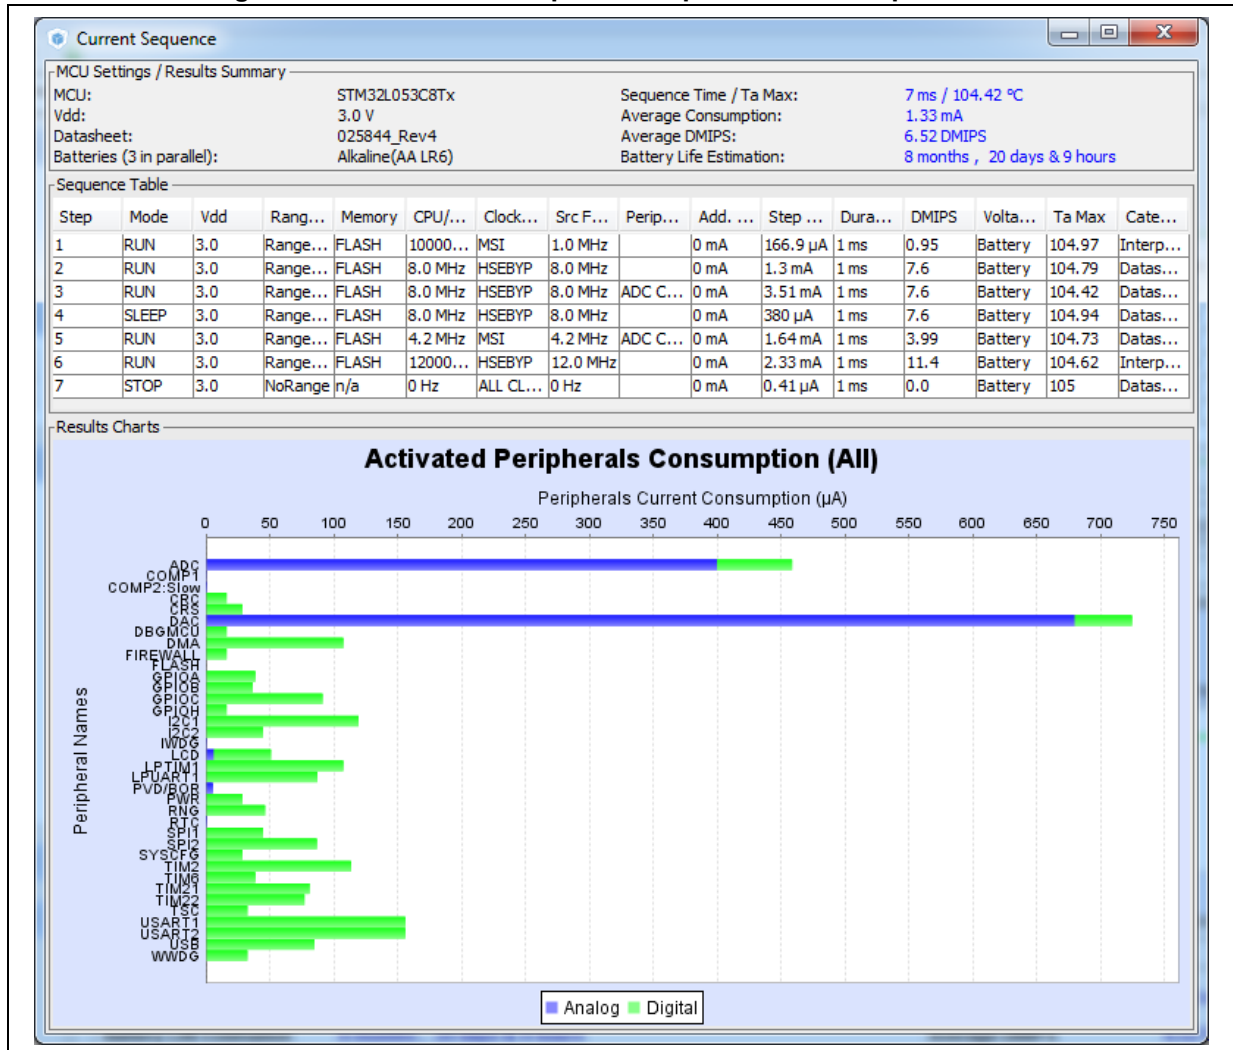 Current Sequence
MCU Settings / Results Summary
MCU: STM32L053C8Tx Sequence Time / Ta Max: 7 ms / 104.42 ºC
Vdd: 3.0 V Average Consumption: 1.33 mA
Datasheet: 025844_Rev4 Average DMIPS: 6.52 DMIPS
Batteries (3 in parallel): Alkaline(AA LR6) Battery Life Estimation: 8 months , 20 days & 9 hours
Sequence Table
Step Mode Vdd Rang... Memory CPU/... Clock... Src F... Perip... Add. ... Step ... Dura... DMIPS Volta... Ta Max Cate...
1 RUN 3.0 Range... FLASH 10000... MSI 1.0 MHz 0 mA 166.9 µA 1 ms 0.95 Battery 104.97 Interp...
2 RUN 3.0 Range... FLASH 8.0 MHz HSEBYP 8.0 MHz 0 mA 1.3 mA 1 ms 7.6 Battery 104.79 Datas...
3 RUN 3.0 Range... FLASH 8.0 MHz HSEBYP 8.0 MHz ADC C... 0 mA 3.51 mA 1 ms 7.6 Battery 104.42 Datas...
4 SLEEP 3.0 Range... FLASH 8.0 MHz HSEBYP 8.0 MHz 0 mA 380 µA 1 ms 7.6 Battery 104.94 Datas...
5 RUN 3.0 Range... FLASH 4.2 MHz MSI 4.2 MHz ADC C... 0 mA 1.64 mA 1 ms 3.99 Battery 104.73 Datas...
6 RUN 3.0 Range... FLASH 12000... HSEBYP 12.0 MHz 0 mA 2.33 mA 1 ms 11.4 Battery 104.62 Interp...
7 STOP 3.0 NoRange n/a 0 Hz ALL CL... 0 Hz 0 mA 0.41 µA 1 ms 0.0 Battery 105 Datas...
Results Charts
Activated Peripherals Consumption (All)
Peripherals Current Consumption (µA)
0 50 100 150 200 250 300 350 400 450 500 550 600 650 700 750
Peripheral Names
ADC
COMP1
COMP2:Slow
CRC
CRS
DAC
DBGMCU
DMA
FIREWALL
FLASH
GPIOA
GPIOB
GPIOC
GPIOH
I2C1
I2C2
IWDG
LCD
LPTIM1
LPUART1
PVD/BOR
PWR
RNG
RTC
SPI1
SPI2
SYSCFG
TIM2
TIM6
TIM21
TIM22
TSC
USART1
USART2
USB
WWDG
Analog Digital